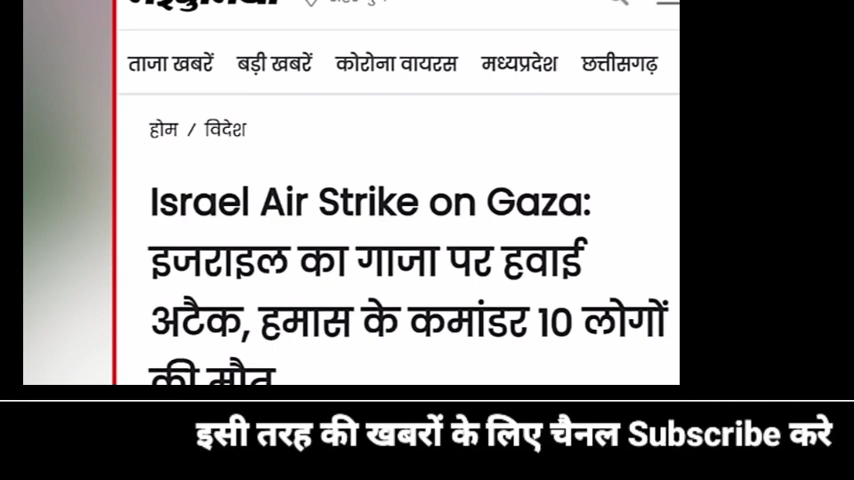 ताजा खबरें बड़ी खबरें कोरोना वायरस मध्यप्रदेश छत्तीसगढ़
होम / विदेश
Israel Air Strike on Gaza:
इजराइल का गाजा पर हवाई
अटैक, हमास के कमांडर 10 लोगों
की मौत
इसी तरह की खबरों के लिए चैनल Subscribe करे